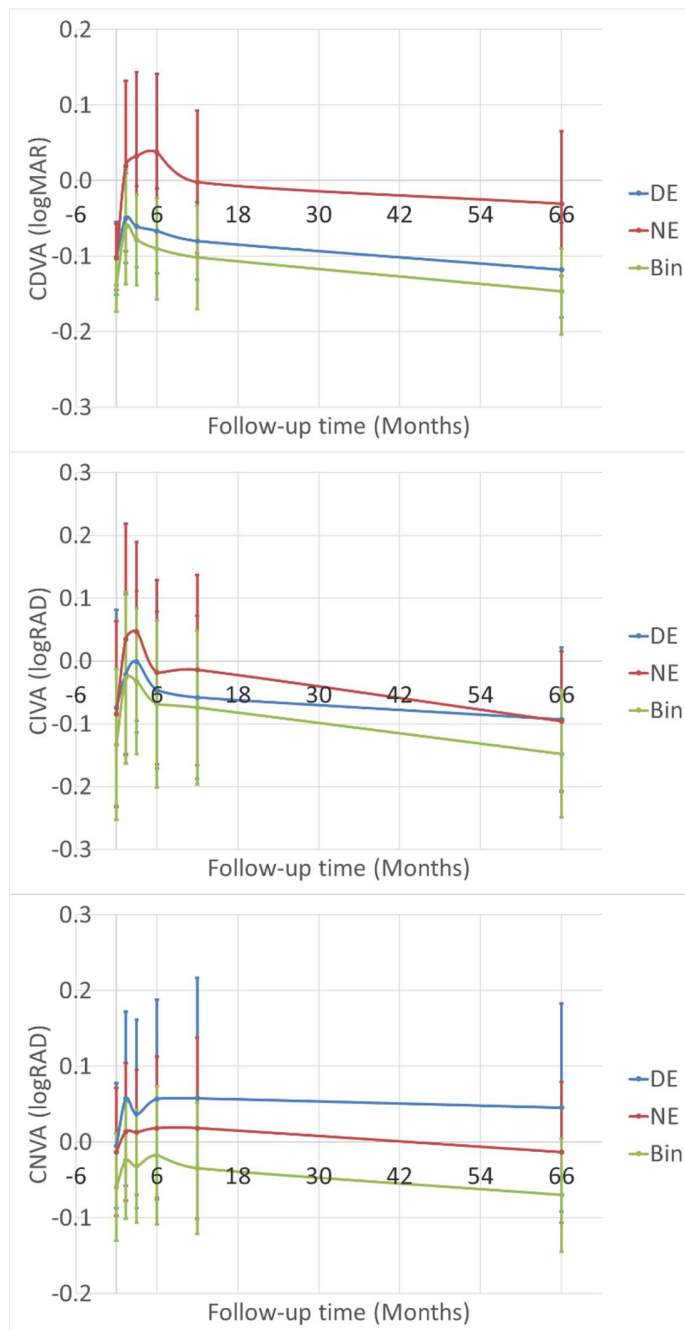 0.2
0.1
0.0
-6 6 18 30 42 54 66
-0.1
-0.2
-0.3
CDVA (logMAR)
Follow-up time (Months)
DE
NE
Bin
0.3
0.2
0.1
0.0
-6 6 18 30 42 54 66
-0.1
-0.2
-0.3
CIVA (logRAD)
Follow-up time (Months)
DE
NE
Bin
0.3
0.2
0.1
0.0
-6 6 18 30 42 54 66
-0.1
-0.2
CNVA (logRAD)
Follow-up time (Months)
DE
NE
Bin